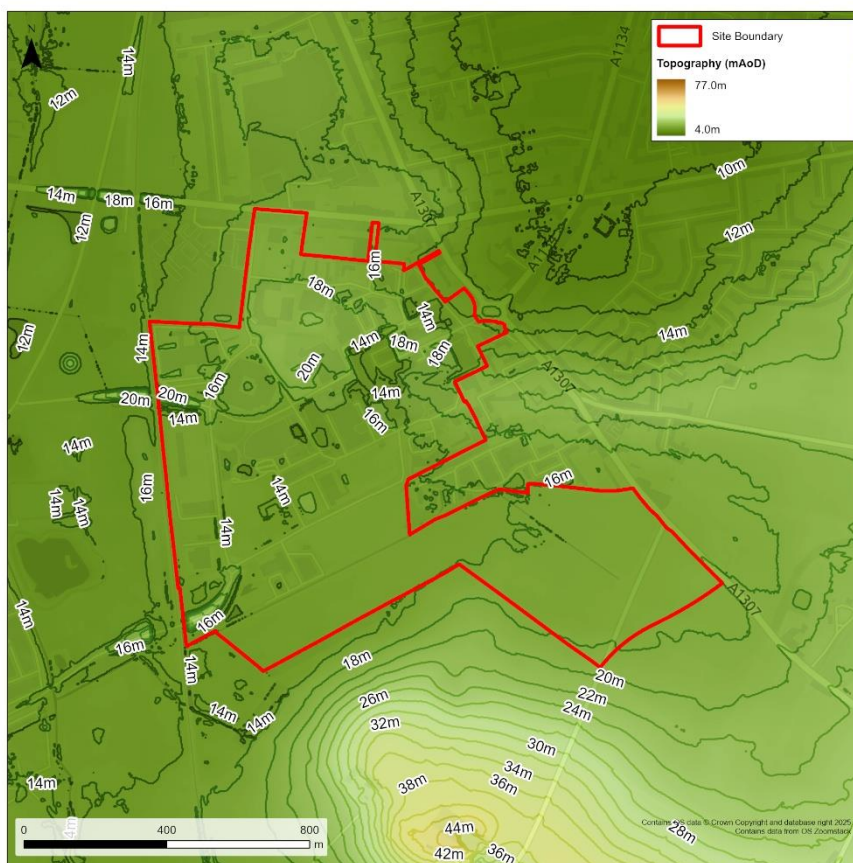 N
Site Boundary
Topography (mAoD)
77.0m
4.0m
14m
12m
A1134
10m
14m
18m
16m
12m
A1307
12m
16m
18m
14m
14m
14m
18m
18m
14m
12m
20m
16m
20m
20m
14m
14m
16m
A1307
14m
16m
16m
14m
14m
14m
14m
14m
16m
16m
A1307
14m
18m
20m
22m
24m
14m
14m
26m
32m
30m
34m
36m
38m
14m
44m
28m
42m
36m
14m
0
400
800
m
Contains OS data © Crown Copyright and database right 2025
Contains data from OS Zoomstack